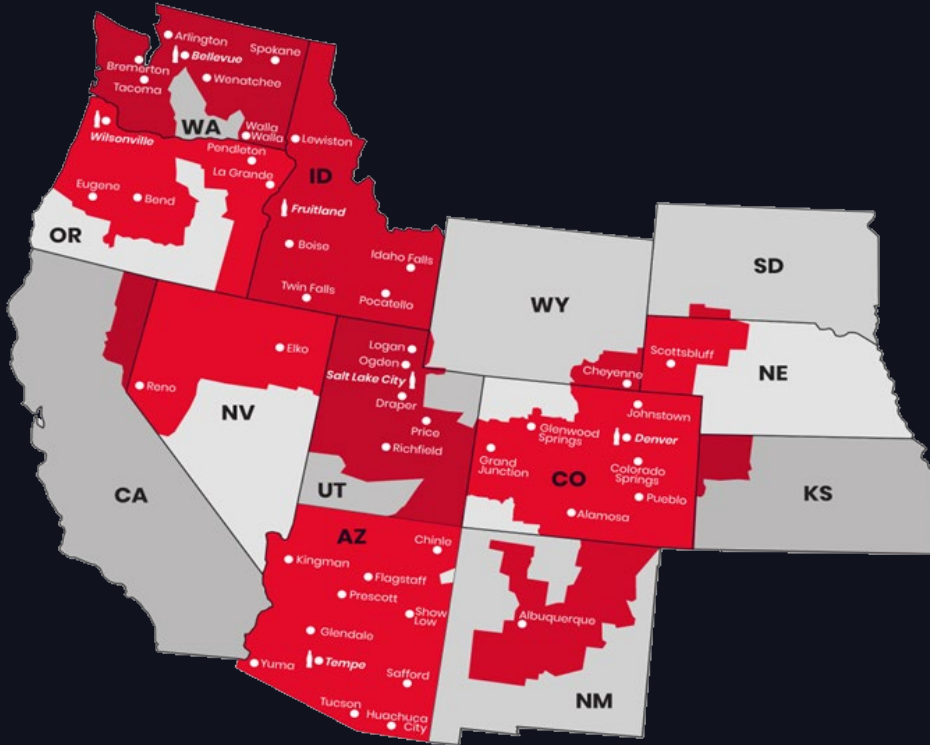 Arlington
Spokane
Bellevue
Bremerton
Wenatchee
Tacoma
WA
Walla
Walla
Lewiston
Wilsonville
Pendleton
La Grande
ID
Eugene
Bend
Fruitland
OR
Boise
Idaho Falls
Twin Falls
Pocatello
WY
SD
Elko
Logan
Ogden
Salt Lake City
Reno
Draper
NV
Price
Richfield
Cheyenne
Scottsbluff
NE
Johnstown
Glenwood
Springs
Denver
Grand
Junction
CO
Colorado
Springs
Pueblo
Alamosa
KS
CA
UT
AZ
Chinle
Kingman
Flagstaff
Prescott
Show
Low
Glendale
Albuquerque
Yuma
Tempe
Safford
Tucson
Huachuca
City
NM